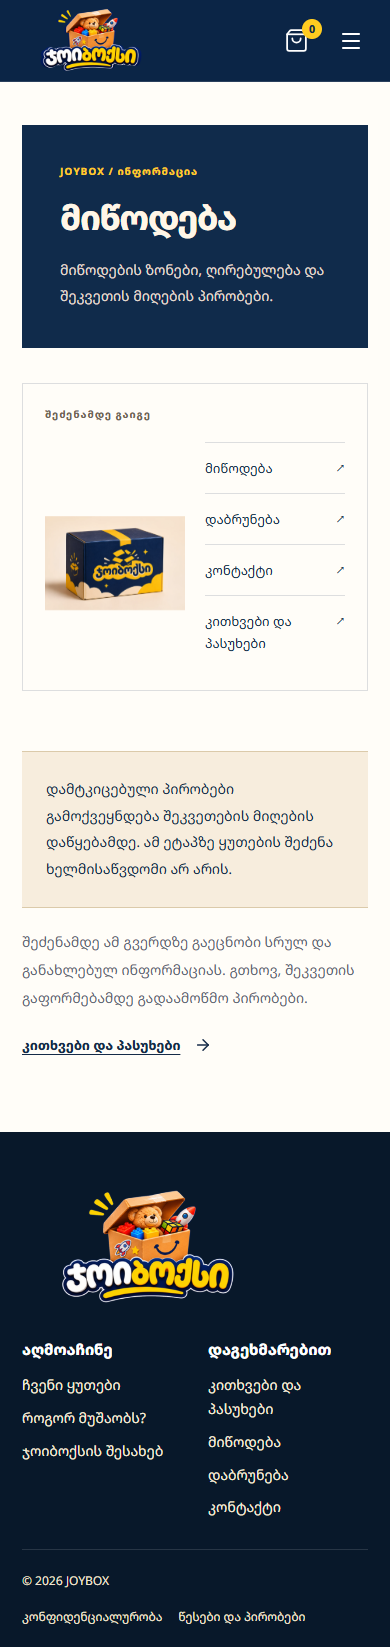 ჯოიბოქსი
0
JOYBOX / ინფორმაცია
მიწოდება
მიწოდების ზონები, ღირებულება და
შეკვეთის მიღების პირობები.
შეძენამდე გაიგე
ჯოიბოქსი
მიწოდება
დაბრუნება
კონტაქტი
კითხვები და
პასუხები
დამტკიცებული პირობები
გამოქვეყნდება შეკვეთების მიღების
დაწყებამდე. ამ ეტაპზე ყუთების შეძენა
ხელმისაწვდომი არ არის.
შეძენამდე ამ გვერდზე გაეცნობი სრულ და
განახლებულ ინფორმაციას. გთხოვ, შეკვეთის
გაფორმებამდე გადაამოწმო პირობები.
კითხვები და პასუხები
ჯოიბოქსი
აღმოაჩინე
ჩვენი ყუთები
როგორ მუშაობს?
ჯოიბოქსის შესახებ
დაგეხმარებით
კითხვები და
პასუხები
მიწოდება
დაბრუნება
კონტაქტი
© 2026 JOYBOX
კონფიდენციალურობა წესები და პირობები